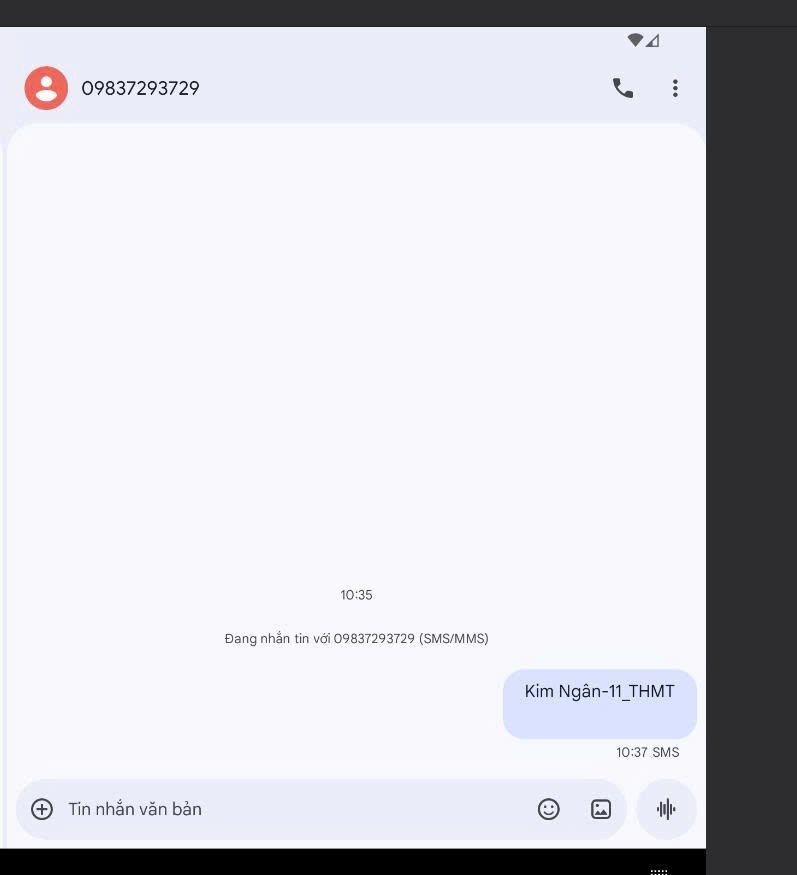 09837293729
10:35
Đang nhắn tin với 09837293729 (SMS/MMS)
Kim Ngân-11_THMT
10:37 SMS
Tin nhắn văn bản